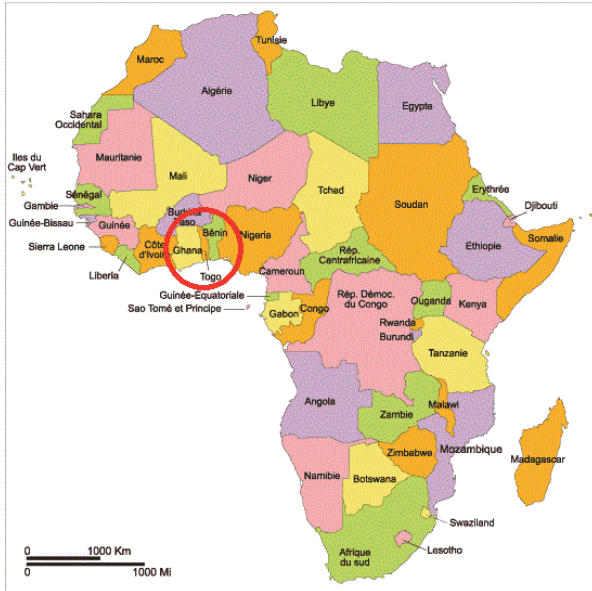 Tunisie
Maroc
Algérie
Libye
Egypte
Sahara
Occidental
Mauritanie
Iles du
Cap Vert
Mali
Niger
Tchad
Soudan
Erythrée
Djibouti
Sénégal
Gambie
Guinée-Bissau
Guinée
Burkina
Faso
Bénin
Nigeria
Somalie
Ethiopie
Sierra Leone
Côte
d'Ivoire
Ghana
Rép.
Centrafricaine
Liberia
Togo
Cameroun
Guinée-Equatoriale
Sao Tomé et Principe
Gabon
Congo
Rép. Démoc.
du Congo
Ouganda
Kenya
Rwanda
Burundi
Tanzanie
Angola
Zambie
Malawi
Mozambique
Zimbabwe
Madagascar
Namibie
Botswana
Swaziland
Lesotho
Afrique
du sud
0 1000 Km
0 1000 Mi